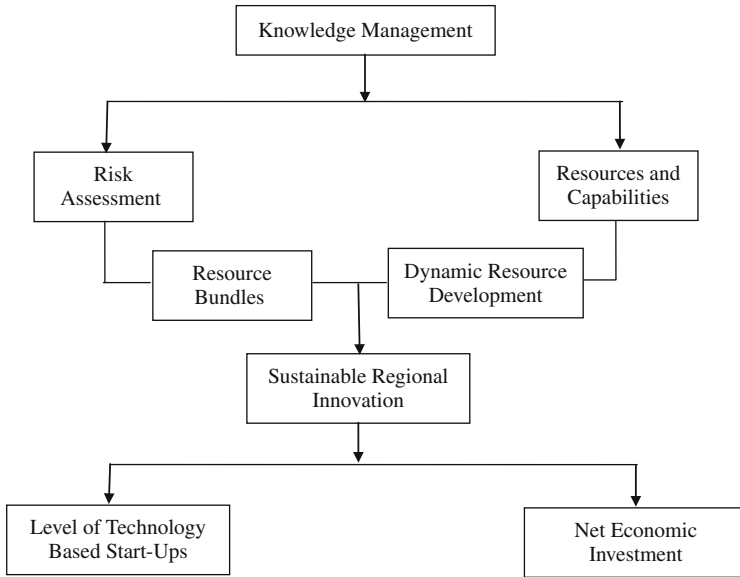 Knowledge Management
Risk
Assessment
Resources and
Capabilities
Resource
Bundles
Dynamic Resource
Development
Sustainable Regional
Innovation
Level of Technology
Based Start-Ups
Net Economic
Investment